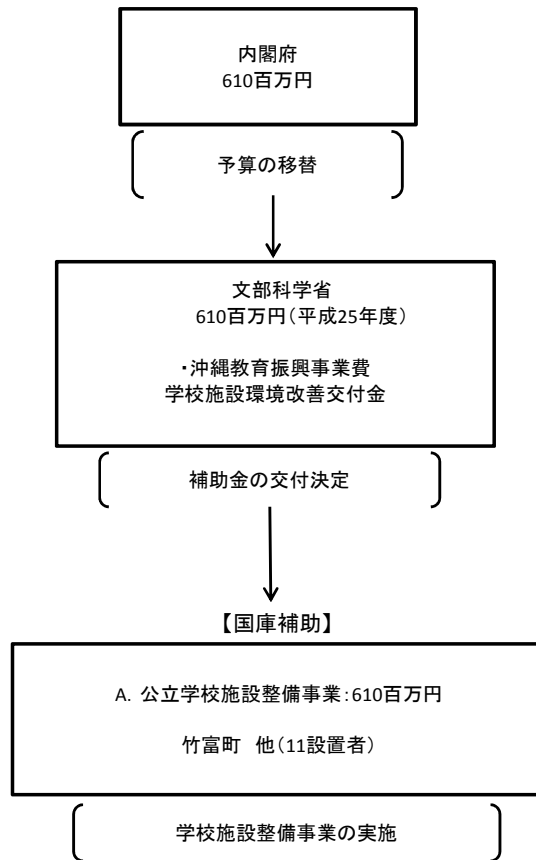 内閣府
610百万円
予算の移替
文部科学省
610百万円（平成25年度）
・沖縄教育振興事業費
学校施設環境改善交付金
補助金の交付決定
【国庫補助】
A. 公立学校施設整備事業：610百万円
竹富町 他（11設置者）
学校施設整備事業の実施